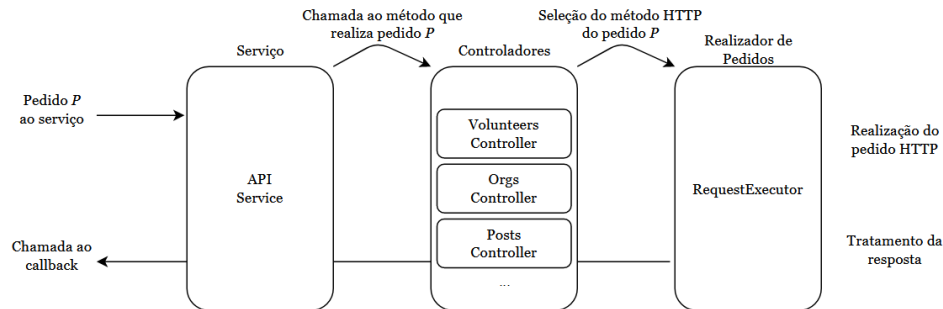 Chamada ao método que
realiza pedido P
Seleção do método HTTP
do pedido P
Serviço
Controladores
Realizador de
Pedidos
Pedido P
ao serviço
Volunteers
Controller
Realização do
pedido HTTP
API
Service
Orgs
Controller
RequestExecutor
Posts
Controller
Chamada ao
callback
Tratamento da
resposta
...